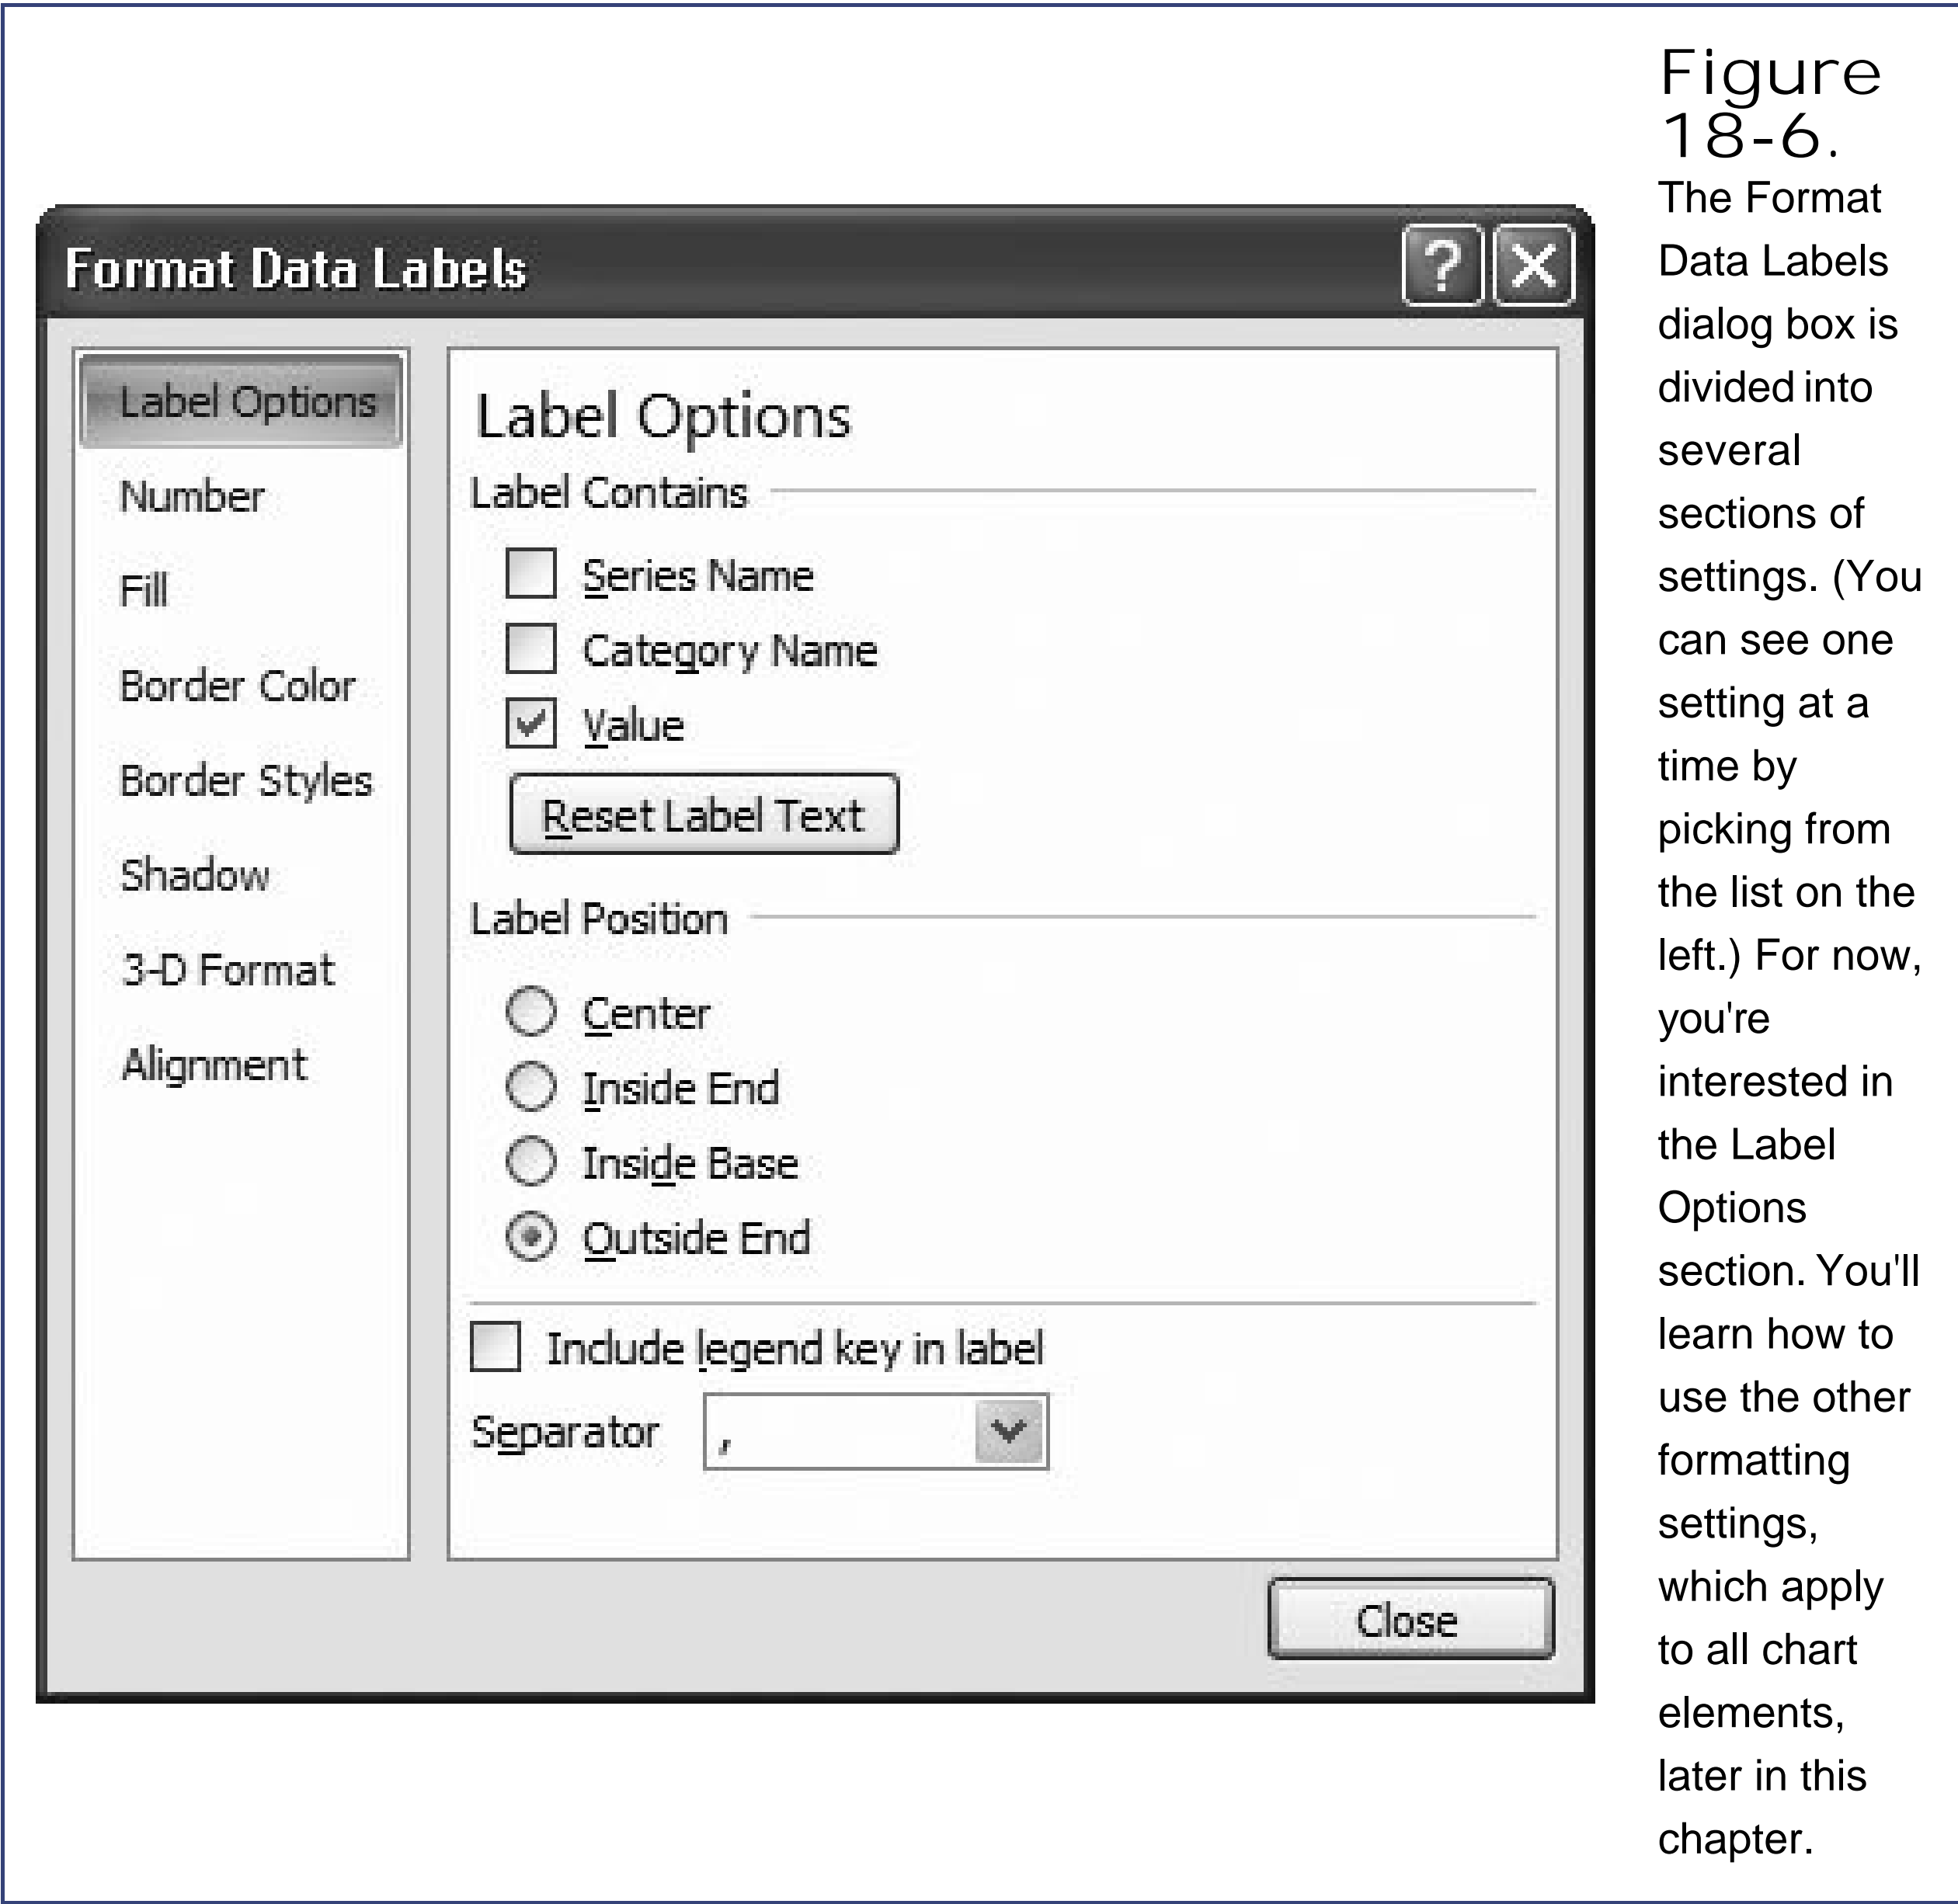 Format Data Labels
Label Options
Number
Fill
Border Color
Border Styles
Shadow
3-D Format
Alignment
Label Options
Label Contains
Series Name
Category Name
Value
Reset Label Text
Label Position
Center
Inside End
Inside Base
Outside End
Include legend key in label
Separator ,
Close
Figure
18-6.
The Format
Data Labels
dialog box is
divided into
several
sections of
settings. (You
can see one
setting at a
time by
picking from
the list on the
left.) For now,
you're
interested in
the Label
Options
section. You'll
learn how to
use the other
formatting
settings,
which apply
to all chart
elements,
later in this
chapter.